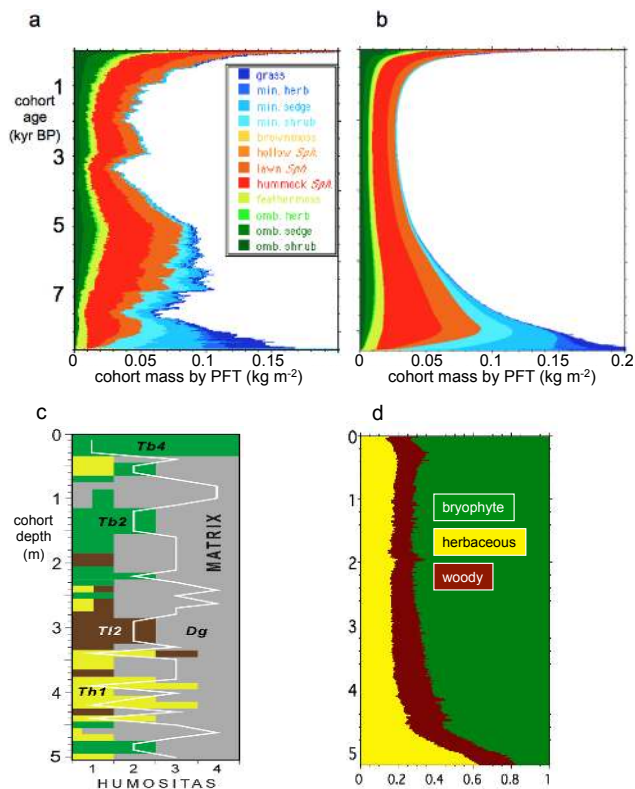 a
b
1
3
5
7
cohort
age
(kyr BP)
grass
min. herb
min. sedge
min. shrub
brownmoss
hollow Sph.
lawn Sph.
hummock Sph.
feathermoss
omb. herb
omb. sedge
omb. shrub
0 0.05 0.10 0.15
cohort mass by PFT (kg m-2)
0 0.05 0.10 0.15 0.2
cohort mass by PFT (kg m-2)
c
d
0
1
2
3
4
5
cohort
depth
(m)
Tb4
Tb2
MATRIX
Tl2
Dg
Th1
1 2 3 4
HUMOSITAS
0
1
2
3
4
5
bryophyte
herbaceous
woody
0 0.2 0.4 0.6 0.8 1